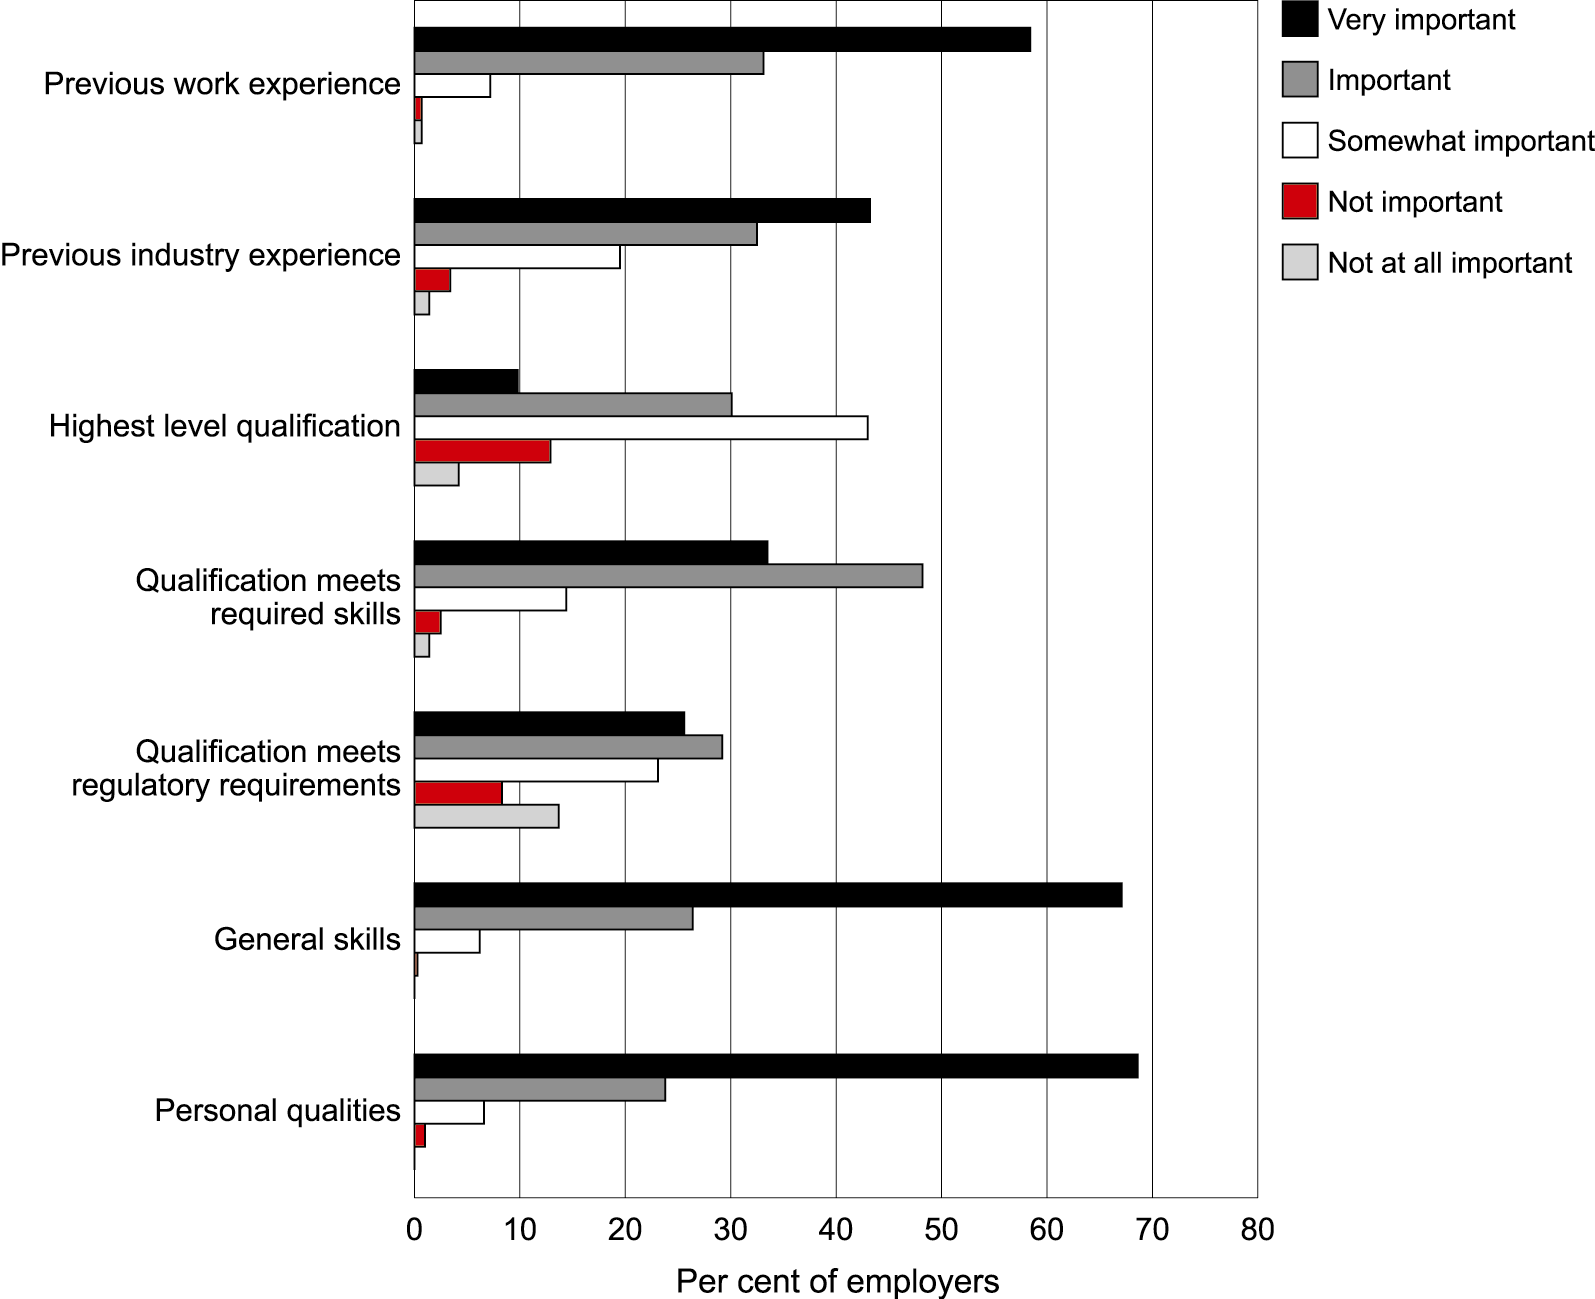 Very important
Important
Somewhat important
Not important
Not at all important
Previous work experience
Previous industry experience
Highest level qualification
Qualification meets
required skills
Qualification meets
regulatory requirements
General skills
Personal qualities
0 10 20 30 40 50 60 70 80
Per cent of employers